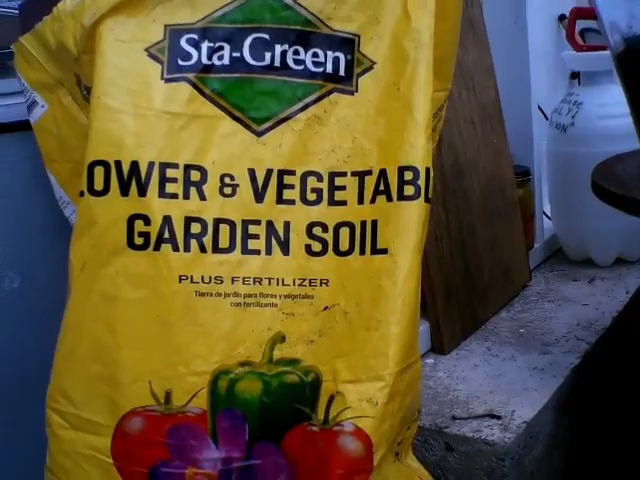 Sta-Green
LOWER & VEGETABL
GARDEN SOIL
PLUS FERTILIZER
Tierra de jardín para flores y vegetales
con fertilizante